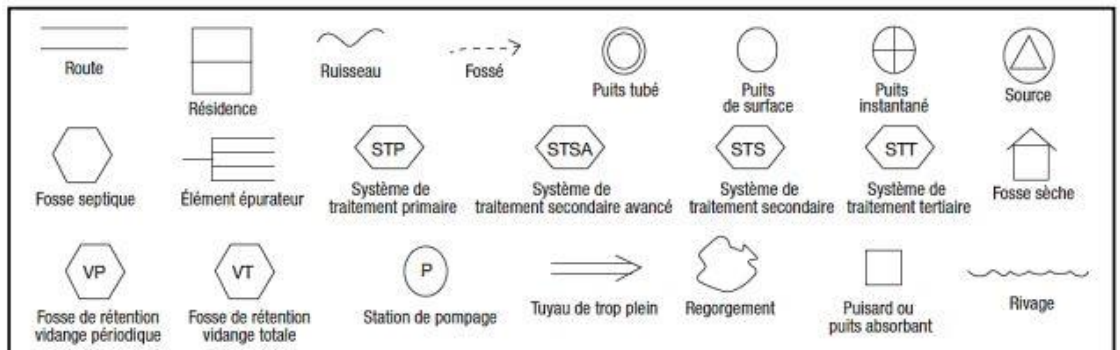 Route
Résidence
Ruisseau
Fossé
Puits tubé
Puits
de surface
Puits
instantané
Source
Fosse septique
Élément épurateur
STP
Système de
traitement primaire
STSA
Système de
traitement secondaire avancé
STS
Système de
traitement secondaire
STT
Système de
traitement tertiaire
Fosse sèche
VP
Fosse de rétention
vidange périodique
VT
Fosse de rétention
vidange totale
P
Station de pompage
Tuyau de trop plein
Regorgement
Puisard ou
puits absorbant
Rivage